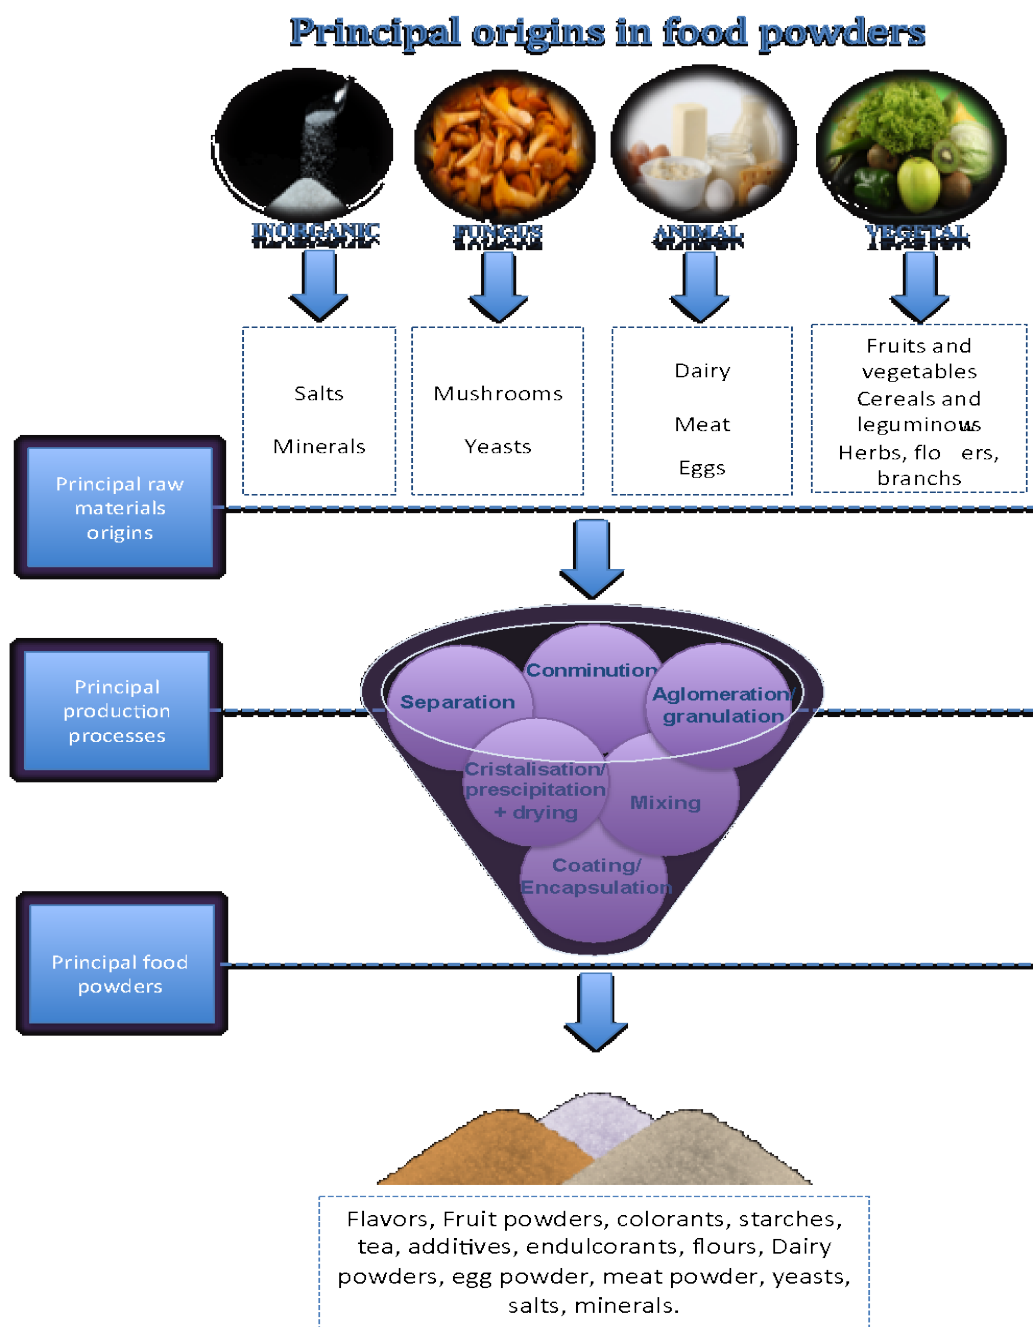 Principal origins in food powders
INORGANIC
FUNGUS
ANIMAL
VEGETAL
Salts
Minerals
Mushrooms
Yeasts
Dairy
Meat
Eggs
Fruits and
vegetables
Cereals and
leguminous
Herbs, flowers,
branchs
Principal raw
materials
origins
Principal
production
processes
Conminution
Separation
Aglomeration/
granulation
Cristalisation/
prescipitation
+ drying
Mixing
Coating/
Encapsulation
Principal food
powders
Flavors, Fruit powders, colorants, starches,
tea, additives, endulcorants, flours, Dairy
powders, egg powder, meat powder, yeasts,
salts, minerals.